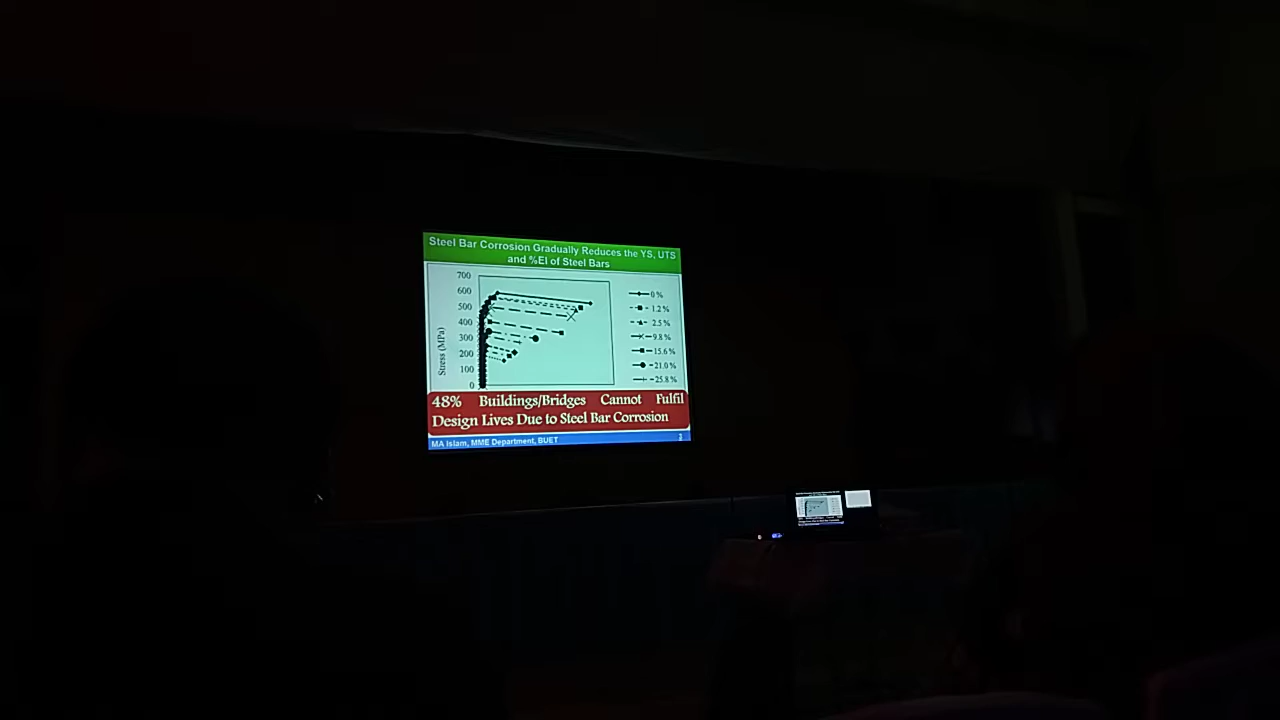 Steel Bar Corrosion Gradually Reduces the YS, UTS
and %El of Steel Bars
700
600
500
400
300
200
100
0
Stress (MPa)
0 %
1.2 %
2.5 %
9.8 %
15.6 %
21.0 %
25.8 %
48% Buildings/Bridges Cannot Fulfil
Design Lives Due to Steel Bar Corrosion
MA Islam, MME Department, BUET
3